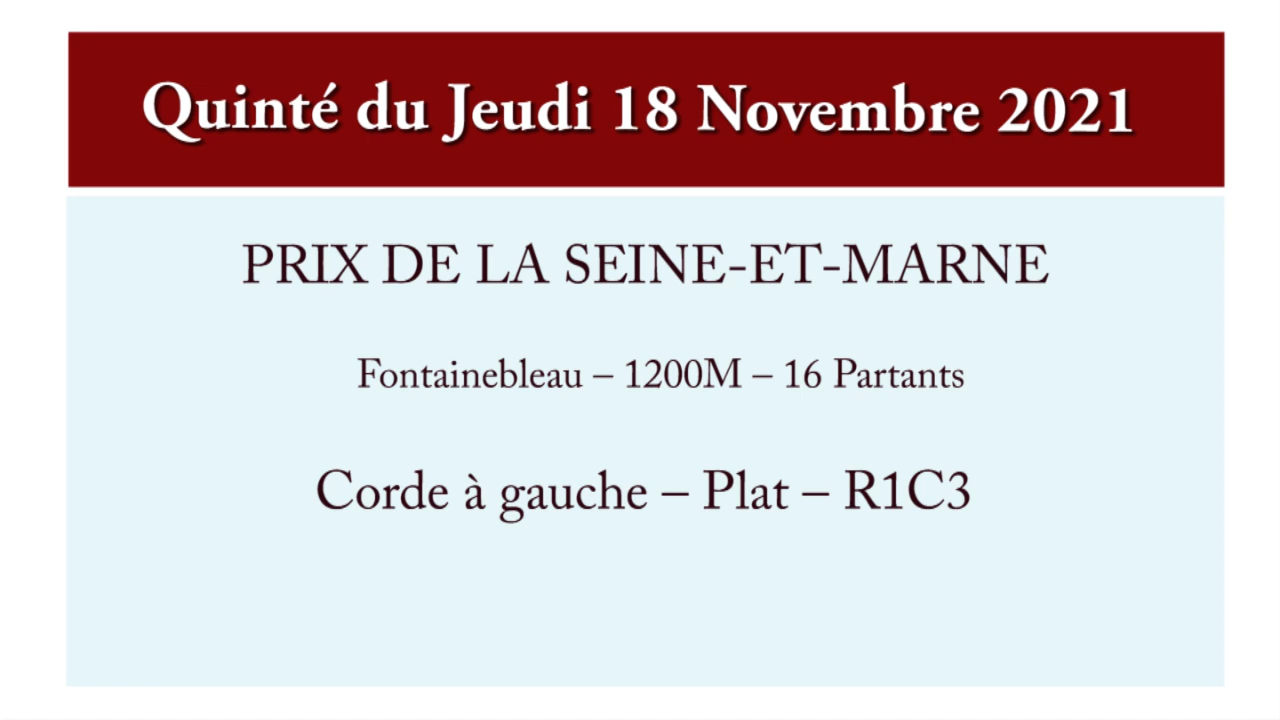 Quinté du Jeudi 18 Novembre 2021
PRIX DE LA SEINE-ET-MARNE
Fontainebleau – 1200M – 16 Partants
Corde à gauche – Plat – R1C3